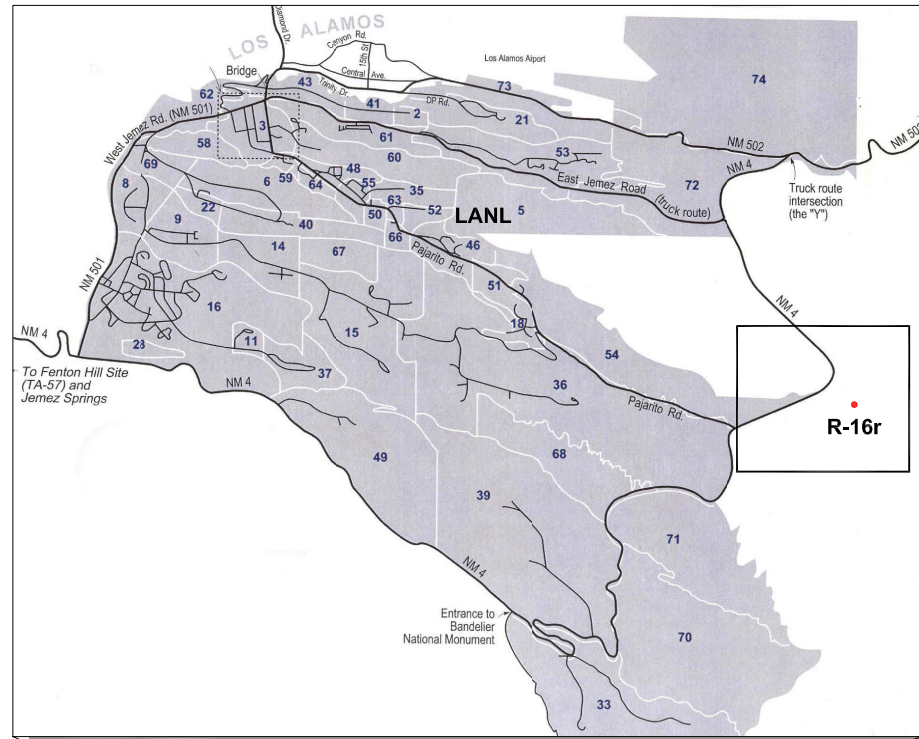 LOS ALAMOS
Diamond Dr.
Canyon Rd.
15th St
Central Ave.
Trinity Dr.
DP Rd.
Los Alamos Airport
Bridge
West Jemez Rd. (NM 501)
62
43
41
2
73
21
74
3
58
61
60
53
NM 502
NM 502
NM 4
72
East Jemez Road
(truck route)
Truck route
intersection
(the "Y")
69
8
6
59
64
48
55
35
63
50
52
LANL
5
9
22
40
14
67
66
46
Pajarito Rd.
51
18
NM 501
16
15
11
28
37
36
54
NM 4
NM 4
To Fenton Hill Site
(TA-57) and
Jemez Springs
NM 4
Pajarito Rd.
R-16r
68
49
39
71
NM 4
70
Entrance to
Bandelier
National Monument
33